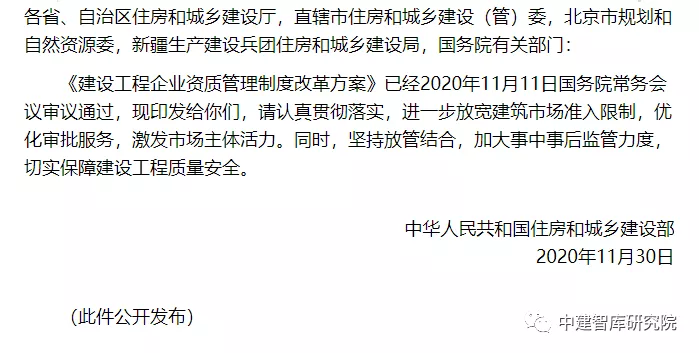 各省、自治区住房和城乡建设厅，直辖市住房和城乡建设（管）委，北京市规划和
自然资源委，新疆生产建设兵团住房和城乡建设局，国务院有关部门：
《建设工程企业资质管理制度改革方案》已经2020年11月11日国务院常务会
议审议通过，现印发给你们，请认真贯彻落实，进一步放宽建筑市场准入限制，优
化审批服务，激发市场主体活力。同时，坚持放管结合，加大事中事后监管力度，
切实保障建设工程质量安全。
中华人民共和国住房和城乡建设部
2020年11月30日
（此件公开发布）
中建智库研究院